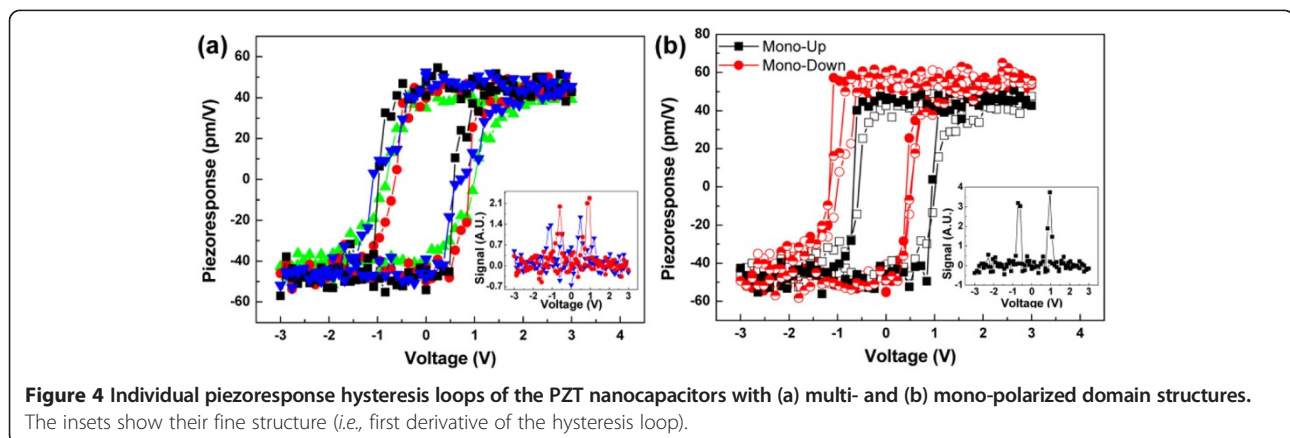 (a)
Piezoresponse (pm/V)
60
40
20
0
-20
-40
-60
-3 -2 -1 0 1 2 3 4
Voltage (V)
Signal (A.U.)
2.1
1.4
0.7
0.0
-0.7
-3 -2 -1 0 1 2 3
Voltage (V)
(b)
Mono-Up
Mono-Down
Piezoresponse (pm/V)
80
60
40
20
0
-20
-40
-60
-3 -2 -1 0 1 2 3 4
Voltage (V)
Signal (A.U.)
4
3
2
1
0
-1
-3 -2 -1 0 1 2 3
Voltage (V)
Figure 4 Individual piezoresponse hysteresis loops of the PZT nanocapacitors with (a) multi- and (b) mono-polarized domain structures.
The insets show their fine structure (i.e., first derivative of the hysteresis loop).